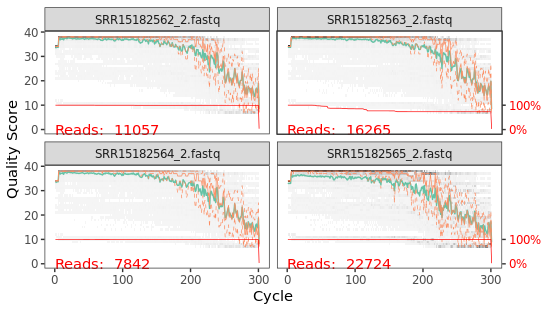 SRR15182562_2.fastq SRR15182563_2.fastq
40
30
20
10
0
Reads: 11057 Reads: 16265
100%
0%
SRR15182564_2.fastq SRR15182565_2.fastq
40
30
20
10
0
Reads: 7842 Reads: 22724
100%
0%
0 100 200 300 0 100 200 300
Cycle
Quality Score